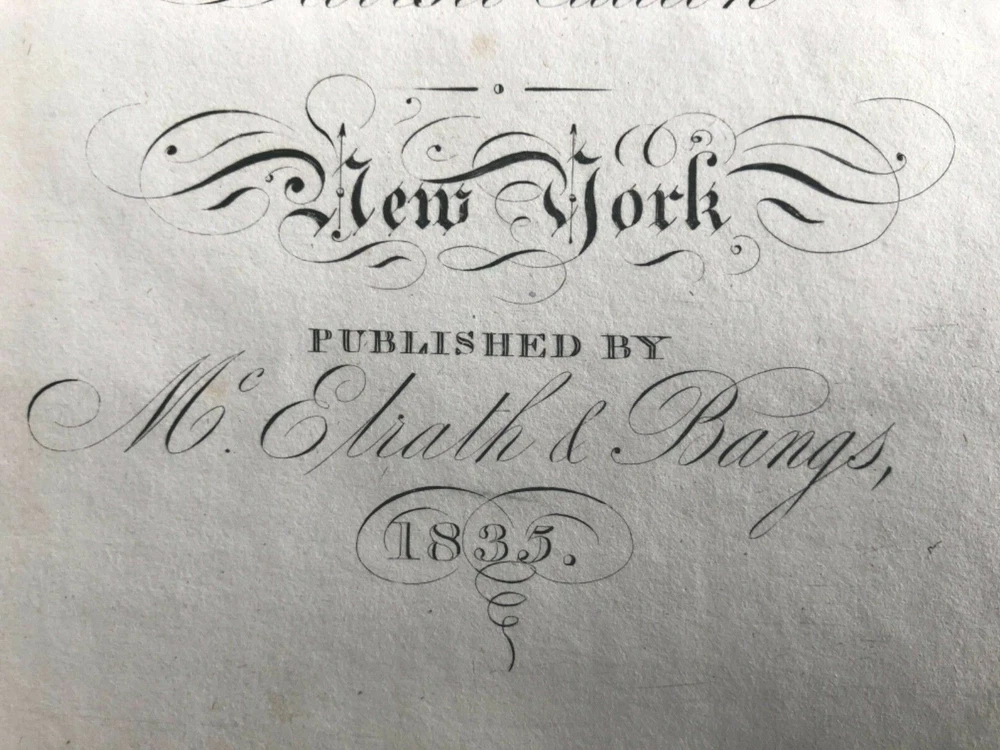 New York
PUBLISHED BY
Mc. Elrath & Bangs,
1835.